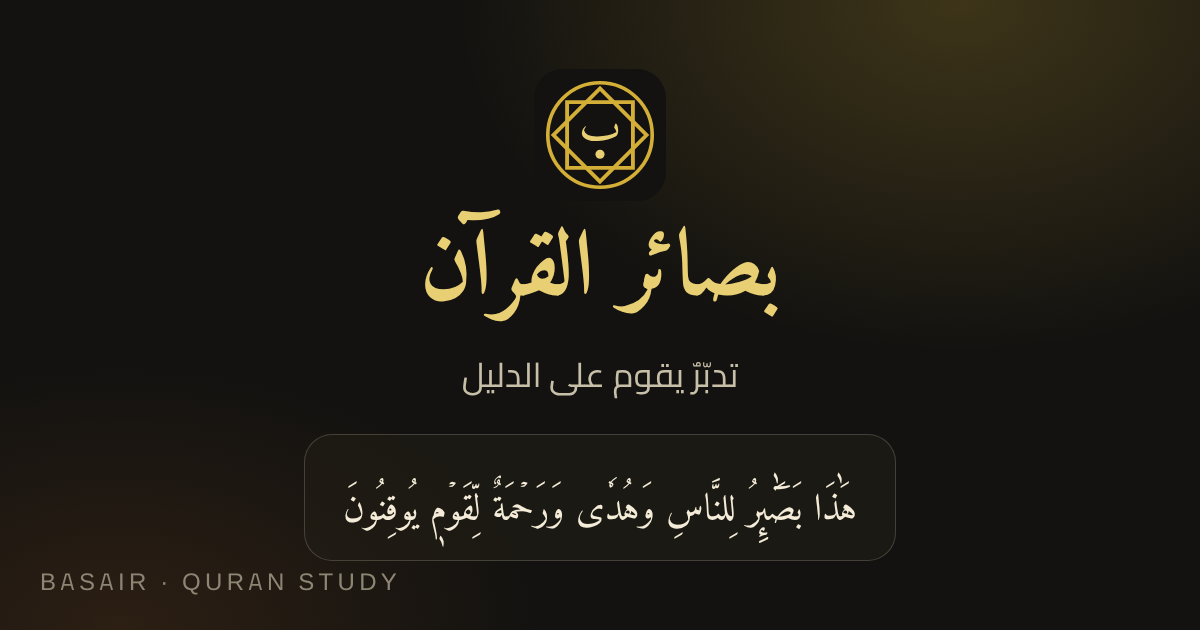 ب
بصائر القرآن
تدبّرٌ يقوم على الدليل
هَٰذَا بَصَٰٓئِرُ لِلنَّاسِ وَهُدٗى وَرَحۡمَةٞ لِّقَوۡمٖ يُوقِنُونَ
BASAIR · QURAN STUDY